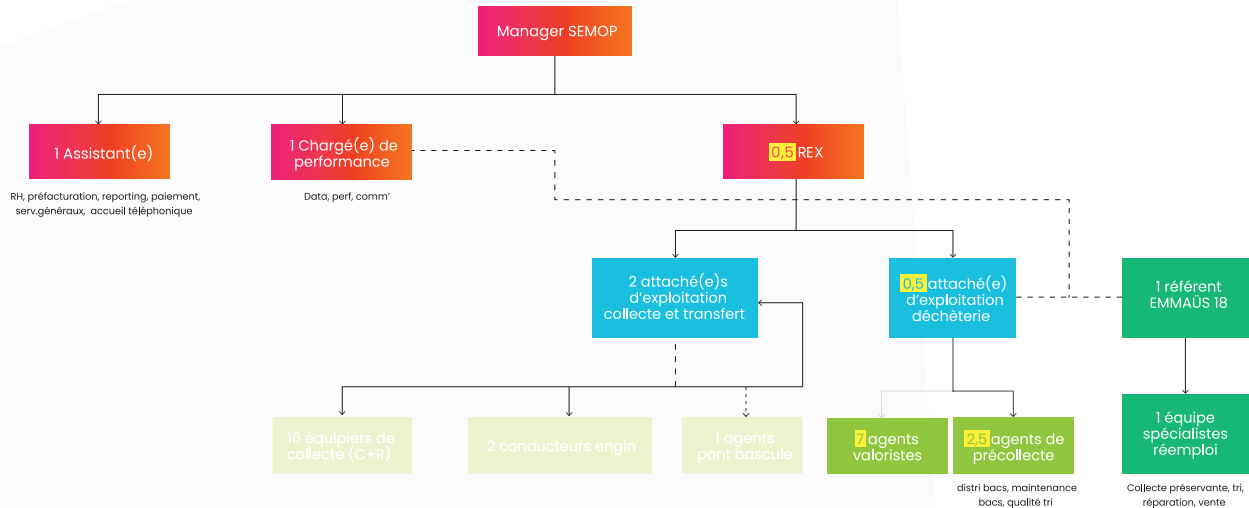 Manager SEMOP
1 Assistant(e)
1 Chargé(e) de
performance
0,5 REX
RH, préfacturation, reporting, paiement,
serv.généraux, accueil téléphonique
Data, perf, comm’
2 attaché(e)s
d’exploitation
collecte et transfert
0,5 attaché(e)
d’exploitation
déchèterie
1 référent
EMMAÜS 18
16 équipiers de
collecte (C+R)
2 conducteurs engin
1 agents
pont bascule
7 agents
valoristes
2,5 agents de
précollecte
1 équipe
spécialistes
réemploi
distri bacs, maintenance
bacs, qualité tri
Collecte préservante, tri,
réparation, vente